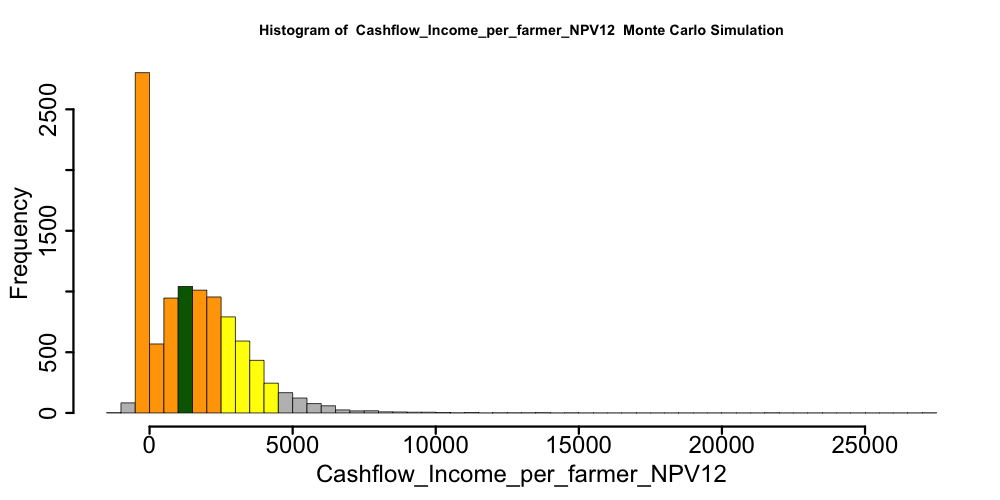 Histogram of  Cashflow_Income_per_farmer_NPV12  Monte Carlo Simulation
Frequency
2500
1500
500
0
0 5000 10000 15000 20000 25000
Cashflow_Income_per_farmer_NPV12